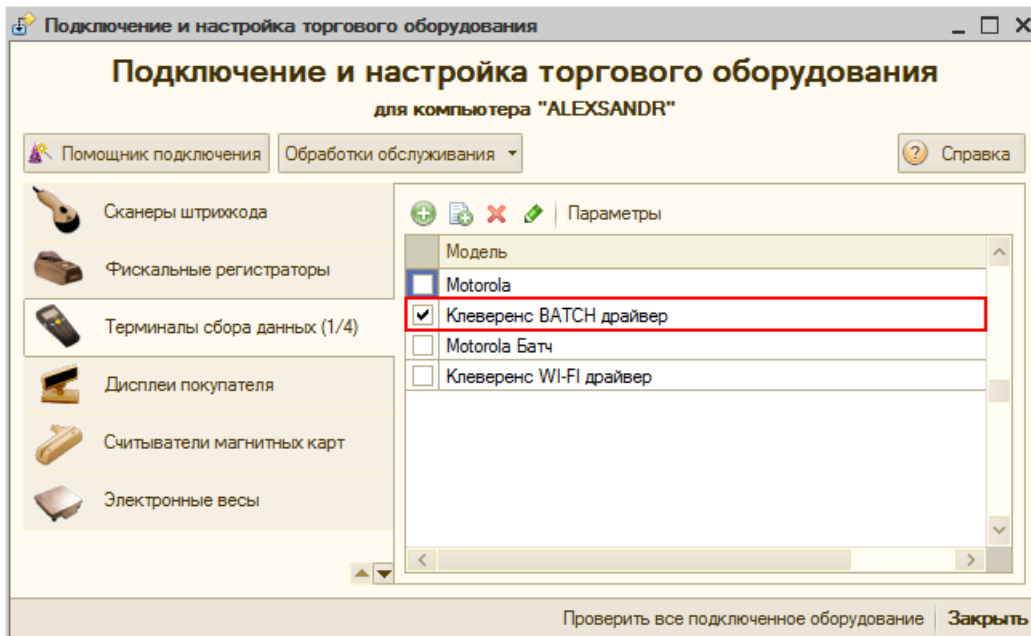 Подключение и настройка торгового оборудования
Подключение и настройка торгового оборудования
для компьютера "ALEXSANDR"
Помощник подключения Обработки обслуживания Справка
Сканеры штрихкода
Фискальные регистраторы
Терминалы сбора данных (1/4)
Дисплеи покупателя
Считыватели магнитных карт
Электронные весы
Параметры
Модель
Motorola
Клеверенс BATCH драйвер
Motorola Батч
Клеверенс WI-FI драйвер
Проверить все подключенное оборудование Закрыть